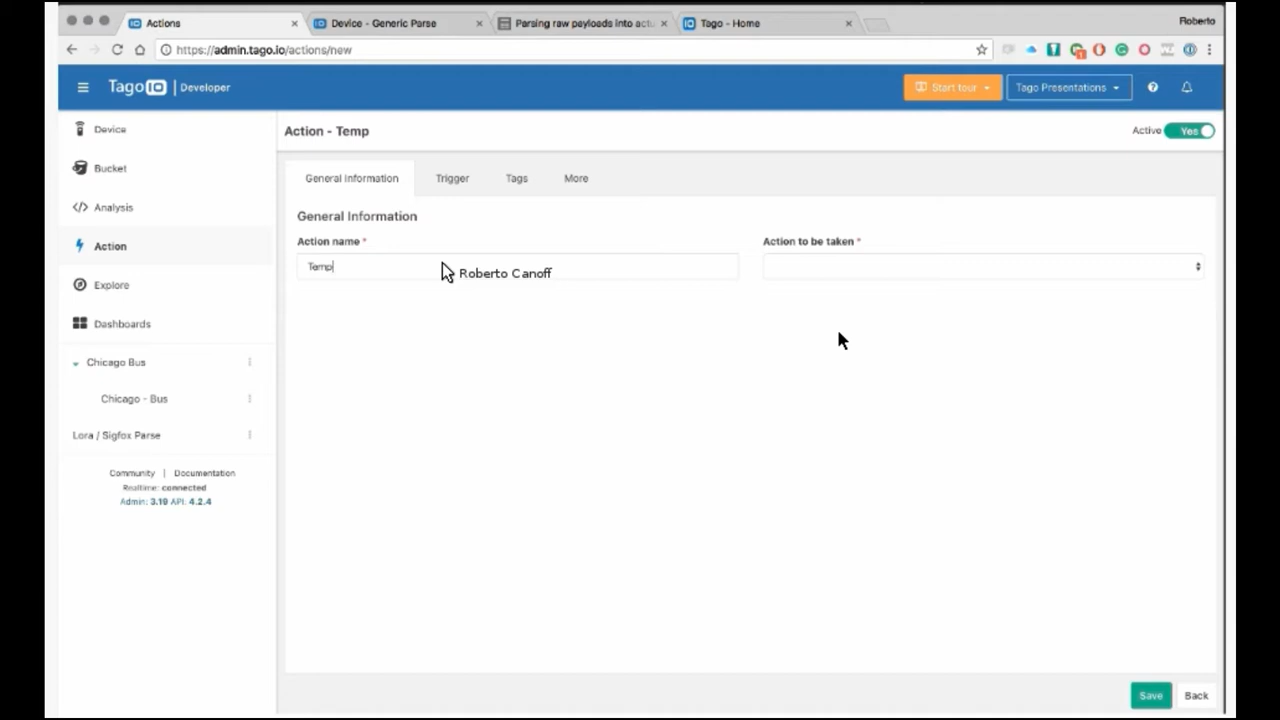 Actions
Device - Generic Parse
Parsing raw payloads into actu
Tago - Home
Roberto
https://admin.tago.io/actions/new
Tago IO | Developer
Start tour
Tago Presentations
Device
Bucket
Analysis
Action
Explore
Dashboards
Chicago Bus
Chicago - Bus
Lora / Sigfox Parse
Community | Documentation
Realtime: connected
Admin: 3.19 API: 4.2.4
Action - Temp
Active Yes
General Information Trigger Tags More
General Information
Action name *
Temp
Roberto Canoff
Action to be taken *
Save Back